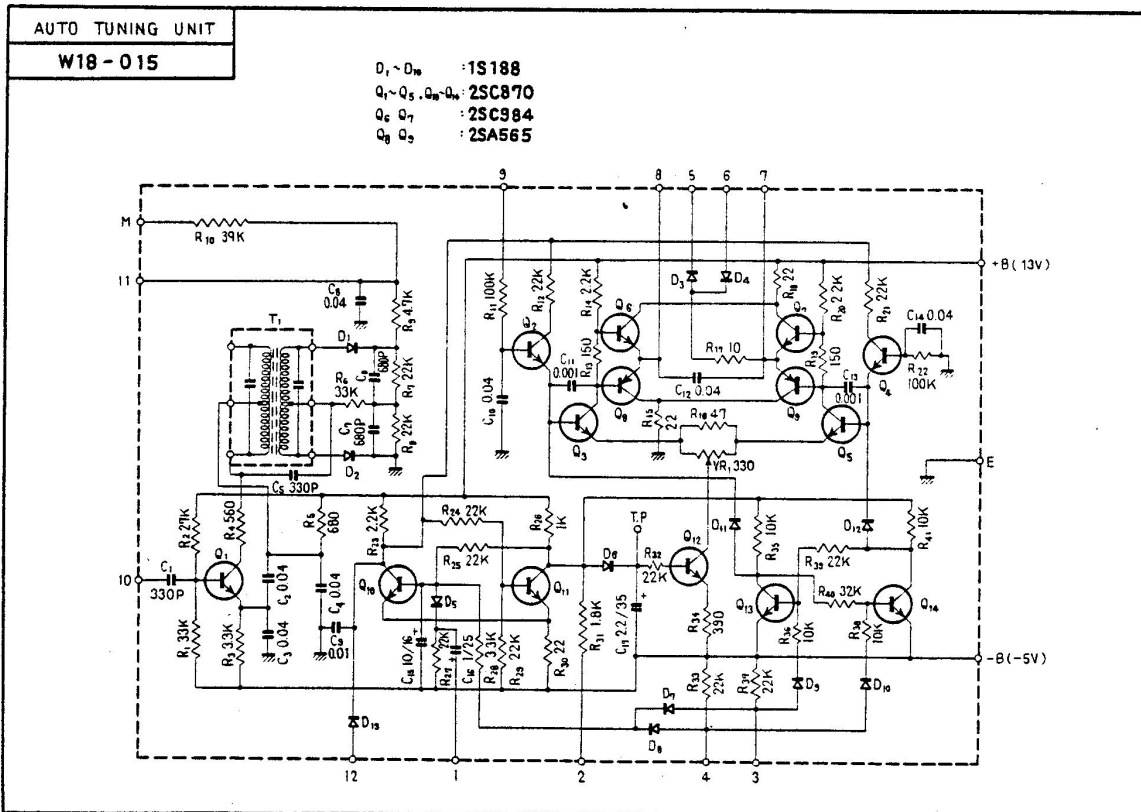 AUTO TUNING UNIT
W18-015
D₁~D₁₃ :1S188
Q₁~Q₅ .Q₁₀~Q₁₄: 2SC870
Q₆ Q₇ :2SC984
Q₈ Q₉ :2SA565
9 8 5 6 7
M
R₁₀ 39K
11
+B(13V)
C₈ 0.04
R₉ 4.7K
R₁₁ 100K
R₁₂ 22K
R₁₄ 2.2K
D₃
D₄
R₁₈ 22
R₂₀ 2.2K
R₂₁ 22K
C₁₄ 0.04
T₁
D₁
Q₂
Q₆
Q₇
R₆ 33K
680P
R₇ 22K
C₁₁ 0.001
R₁₃ 150
R₁₇ 10
150
C₁₃ 0.001
Q₄
R₂₂ 100K
C₇ 680P
R₈ 22K
C₁₀ 0.04
C₁₂ 0.04
Q₈
Q₉
D₂
Q₃
R₁₅ 22
R₁₆ 47
Q₅
VR₁ 330
E
C₅ 330P
R₂ 27K
R₄ 560
R₅ 680
R₂₃ 2.2K
R₂₄ 22K
R₂₆ 1K
T.P
D₁₁
R₃₅ 10K
D₁₂
R₄₁ 10K
Q₁
R₂₅ 22K
D₆
R₃₂ 22K
Q₁₂
R₃₉ 22K
10
C₁ 330P
C₂ 0.04
C₄ 0.04
Q₁₀
D₅
Q₁₁
Q₁₃
R₄₀ 32K
Q₁₄
R₁ 33K
R₃ 3.3K
C₃ 0.04
C₉ 0.01
C₁₅ 10/16
R₂₇ 22K
C₁₆ 1/25
R₂₈ 3.3K
R₂₉ 22K
R₃₀ 22
R₃₁ 1.8K
C₁₇ 2.2/35
R₃₄ 390
R₃₆ 10K
R₃₈ 10K
-B(-5V)
R₃₃ 22K
R₃₇ 22K
D₉
D₁₀
D₇
D₈
D₁₃
12 1 2 4 3